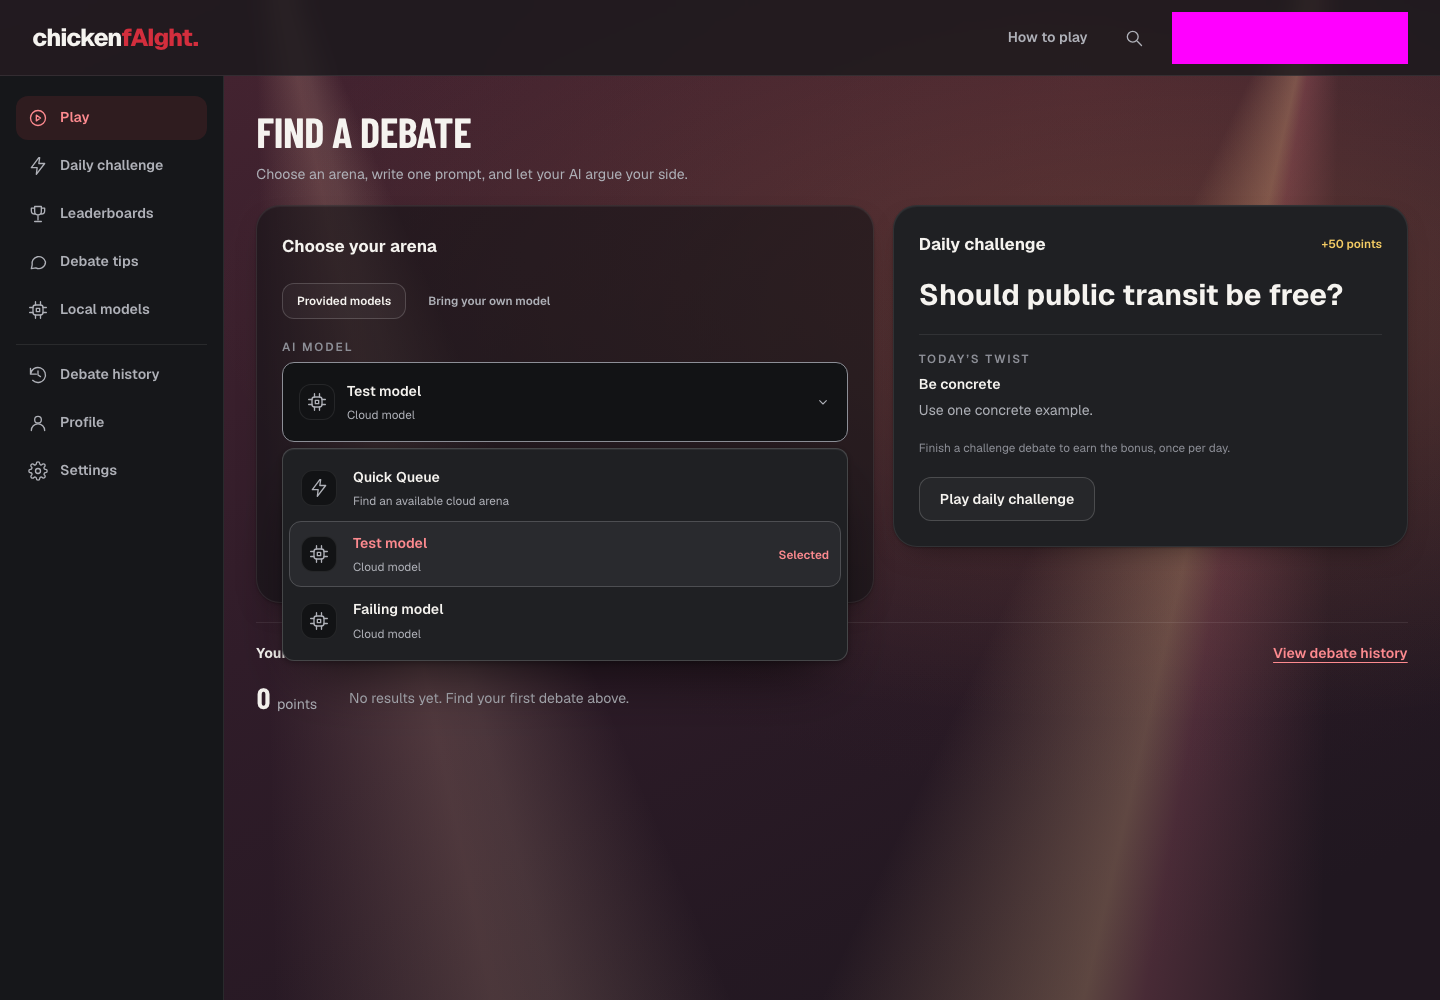 chickenfAIght.
How to play
Play
Daily challenge
Leaderboards
Debate tips
Local models
Debate history
Profile
Settings
FIND A DEBATE
Choose an arena, write one prompt, and let your AI argue your side.
Choose your arena
Provided models
Bring your own model
AI MODEL
Test model
Cloud model
Quick Queue
Find an available cloud arena
Test model
Cloud model
Selected
Failing model
Cloud model
Daily challenge
+50 points
Should public transit be free?
TODAY'S TWIST
Be concrete
Use one concrete example.
Finish a challenge debate to earn the bonus, once per day.
Play daily challenge
View debate history
0 points
No results yet. Find your first debate above.